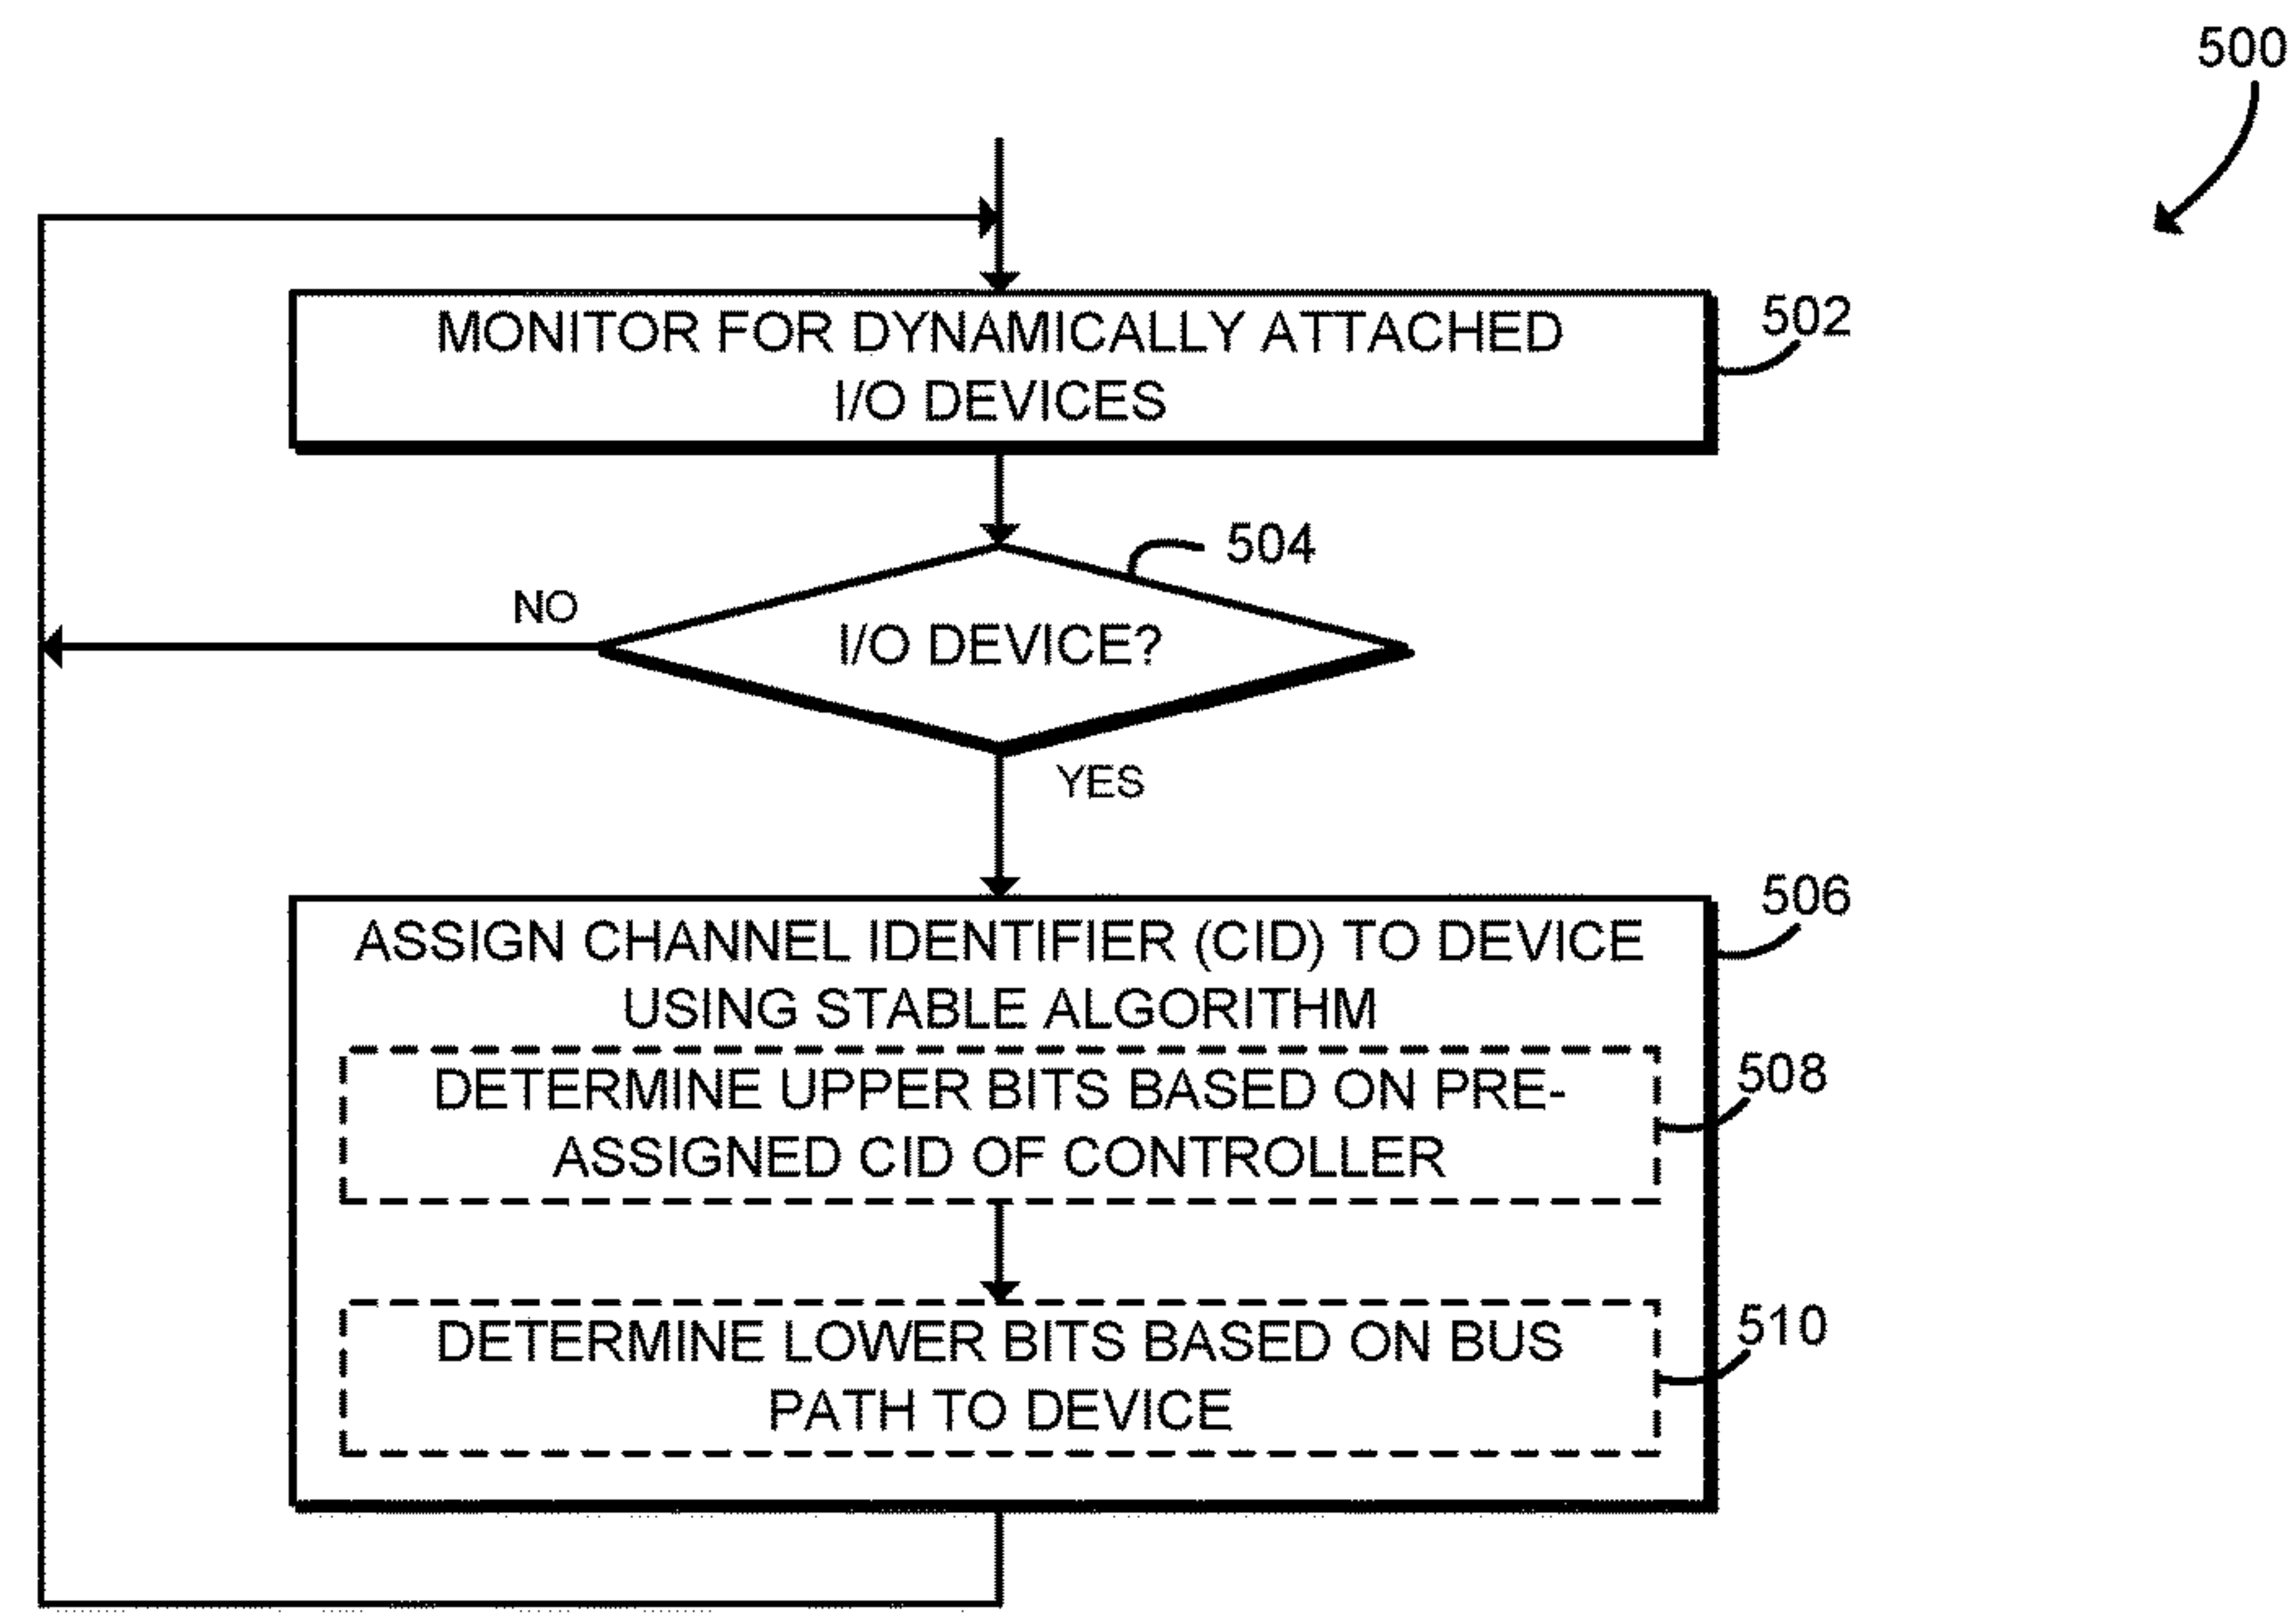 500
MONITOR FOR DYNAMICALLY ATTACHED
I/O DEVICES
502
504
NO
I/O DEVICE?
YES
506
ASSIGN CHANNEL IDENTIFIER (CID) TO DEVICE
USING STABLE ALGORITHM
DETERMINE UPPER BITS BASED ON PRE-
ASSIGNED CID OF CONTROLLER
508
DETERMINE LOWER BITS BASED ON BUS
PATH TO DEVICE
510